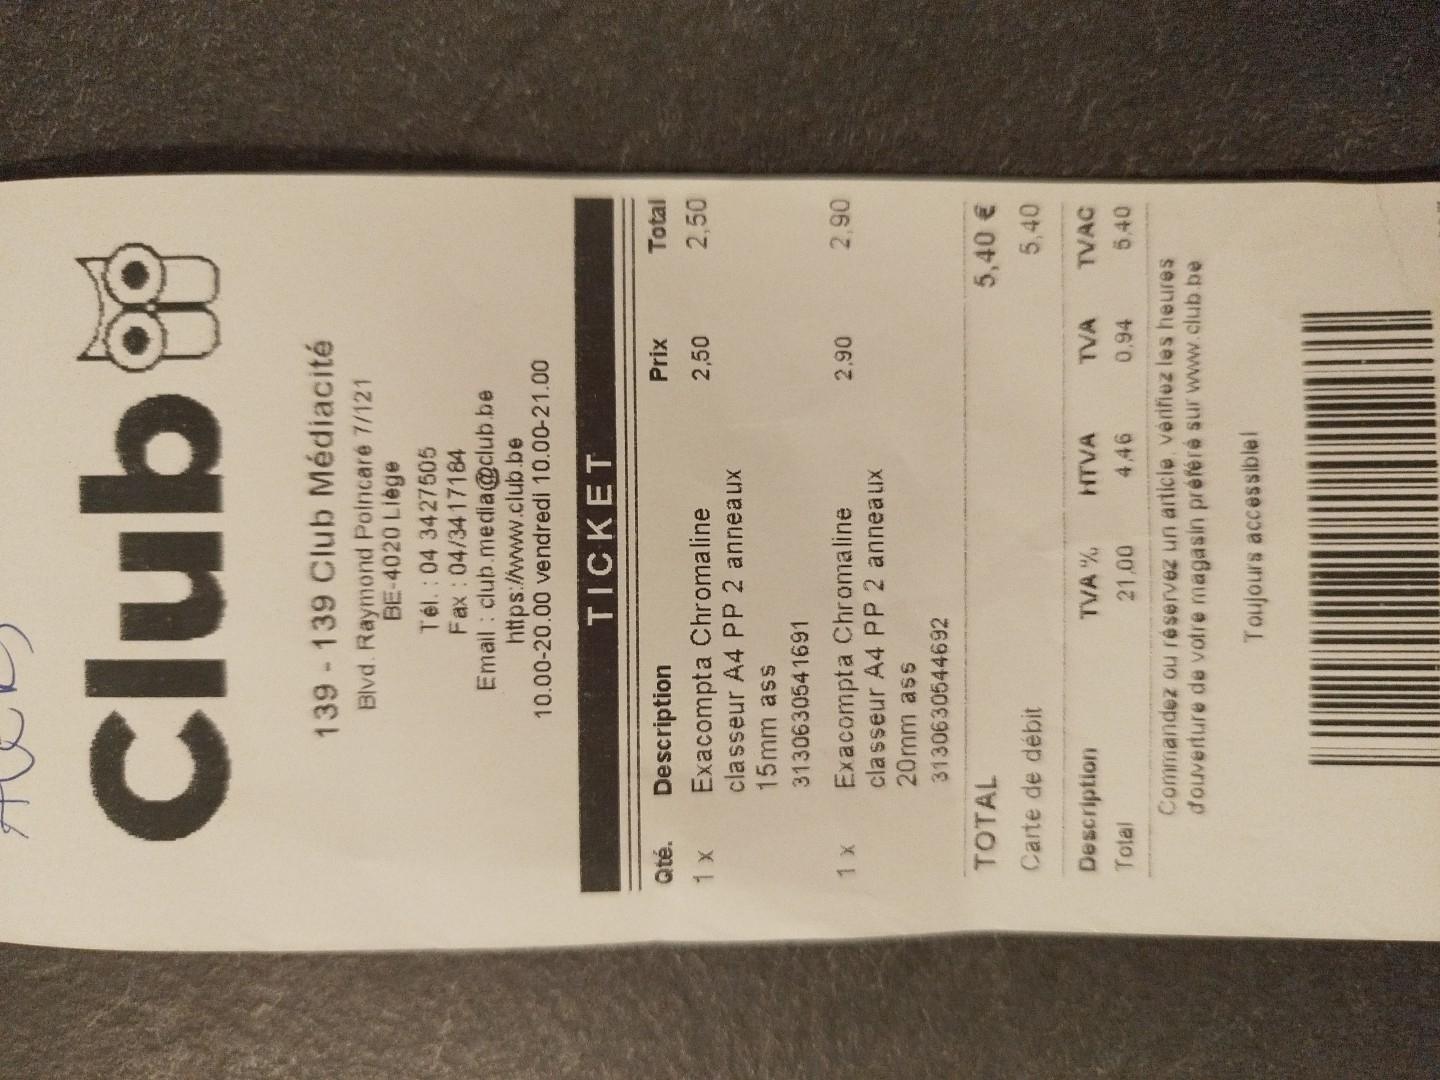 Club
139 - 139 Club Médiacité
Blvd. Raymond Poincaré 7/121
BE-4020 Liège
Tél. : 04 3427505
Fax : 04/3417184
Email : club.media@club.be
https://www.club.be
10.00-20.00 vendredi 10.00-21.00
TICKET
Qté. Description Prix Total
1 x Exacompta Chromaline 2,50 2,50
classeur A4 PP 2 anneaux
15mm ass
3130630541691
1 x Exacompta Chromaline 2,90 2,90
classeur A4 PP 2 anneaux
20mm ass
3130630544692
TOTAL 5,40 €
Carte de débit 5,40
Description TVA % HTVA TVA TVAC
Total 21,00 4,46 0,94 5,40
Commandez ou réservez un article, vérifiez les heures
d'ouverture de votre magasin préféré sur www.club.be
Toujours accessible!